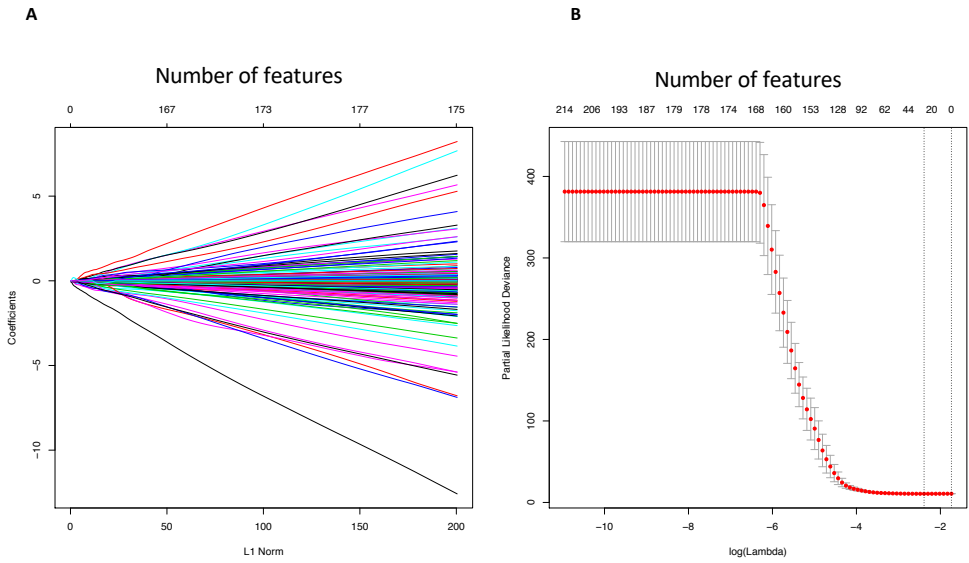 A
B
Number of features
0 167 173 177 175
Coefficients
5
0
−5
−10
0 50 100 150 200
L1 Norm
Number of features
214 206 193 187 179 178 174 168 160 153 128 92 62 44 20 0
Partial Likelihood Deviance
400
300
200
100
0
−10 −8 −6 −4 −2
log(Lambda)